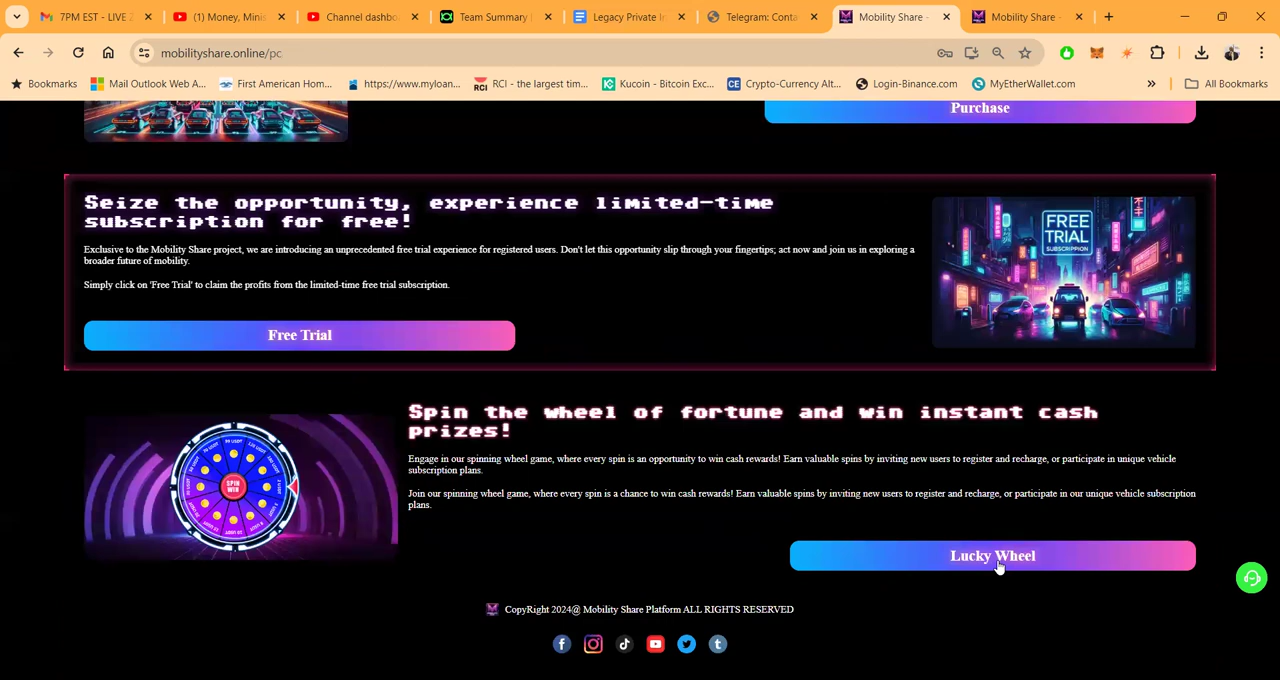 7PM EST - LIVE Z
(1) Money, Minis
Channel dashbo
Team Summary
Legacy Private In
Telegram: Conta
Mobility Share -
Mobility Share -
mobilityshare.online/pc
Bookmarks
Mail Outlook Web A...
First American Hom...
https://www.myloan...
RCI
RCI - the largest tim...
Kucoin - Bitcoin Exc...
CE
Crypto-Currency Alt...
Login-Binance.com
MyEtherWallet.com
»
All Bookmarks
Purchase
Seize the opportunity, experience limited-time
subscription for free!
Exclusive to the Mobility Share project, we are introducing an unprecedented free trial experience for registered users. Don't let this opportunity slip through your fingertips; act now and join us in exploring a
broader future of mobility.
Simply click on 'Free Trial' to claim the profits from the limited-time free trial subscription.
Free Trial
FREE
TRIAL
SUBSCRIPPION
Spin the wheel of fortune and win instant cash
prizes!
Engage in our spinning wheel game, where every spin is an opportunity to win cash rewards! Earn valuable spins by inviting new users to register and recharge, or participate in unique vehicle
subscription plans.
Join our spinning wheel game, where every spin is a chance to win cash rewards! Earn valuable spins by inviting new users to register and recharge, or participate in our unique vehicle subscription
plans.
SPIN
WIN
Lucky Wheel
CopyRight 2024@ Mobility Share Platform ALL RIGHTS RESERVED